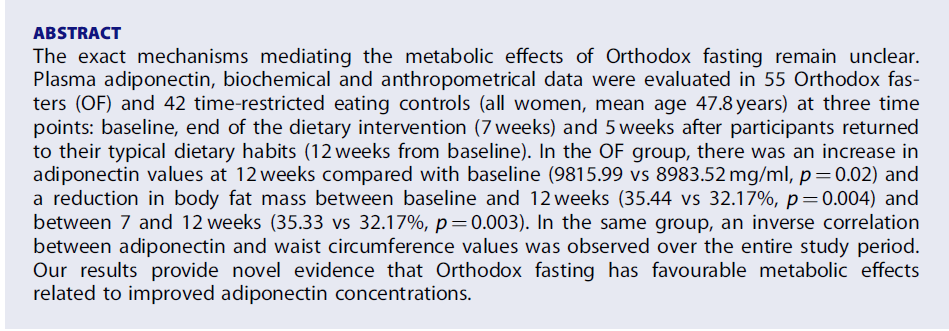 ABSTRACT
The exact mechanisms mediating the metabolic effects of Orthodox fasting remain unclear.
Plasma adiponectin, biochemical and anthropometrical data were evaluated in 55 Orthodox fas-
ters (OF) and 42 time-restricted eating controls (all women, mean age 47.8 years) at three time
points: baseline, end of the dietary intervention (7 weeks) and 5 weeks after participants returned
to their typical dietary habits (12 weeks from baseline). In the OF group, there was an increase in
adiponectin values at 12 weeks compared with baseline (9815.99 vs 8983.52 mg/ml, p = 0.02) and
a reduction in body fat mass between baseline and 12 weeks (35.44 vs 32.17%, p = 0.004) and
between 7 and 12 weeks (35.33 vs 32.17%, p = 0.003). In the same group, an inverse correlation
between adiponectin and waist circumference values was observed over the entire study period.
Our results provide novel evidence that Orthodox fasting has favourable metabolic effects
related to improved adiponectin concentrations.